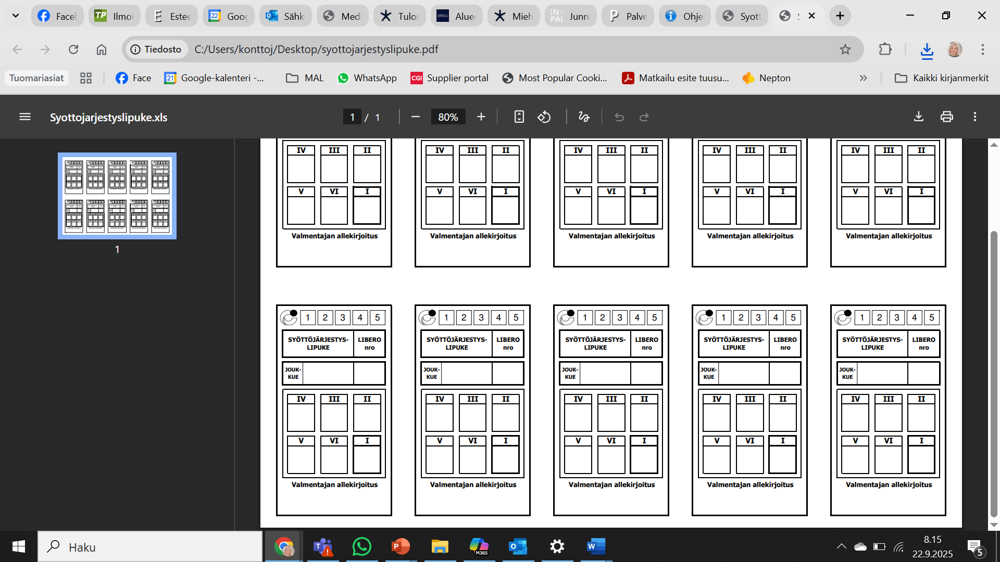 Facel
TP Ilmoi
E Estee
22 Goog
Sähk
Medi
Tulos
Aluee
Mieh
Junn
P Palve
Ohje
Syott
Tiedosto C:/Users/konttoj/Desktop/syottojarjestyslipuke.pdf
Tuomariasiat Face 21 Google-kalenteri -... MAL WhatsApp CGI Supplier portal Most Popular Cooki... Matkailu esite tuusu... Nepton » Kaikki kirjanmerkit
Syottojarjestyslipuke.xls 1 / 1 80%
1
IV III II IV III II IV III II IV III II IV III II
V VI I V VI I V VI I V VI I V VI I
Valmentajan allekirjoitus Valmentajan allekirjoitus Valmentajan allekirjoitus Valmentajan allekirjoitus Valmentajan allekirjoitus
1 2 3 4 5 1 2 3 4 5 1 2 3 4 5 1 2 3 4 5 1 2 3 4 5
SYÖTTÖJÄRJESTYS- LIBERO SYÖTTÖJÄRJESTYS- LIBERO SYÖTTÖJÄRJESTYS- LIBERO SYÖTTÖJÄRJESTYS- LIBERO SYÖTTÖJÄRJESTYS- LIBERO
LIPUKE nro LIPUKE nro LIPUKE nro LIPUKE nro LIPUKE nro
JOUK- JOUK- JOUK- JOUK- JOUK-
KUE KUE KUE KUE KUE
IV III II IV III II IV III II IV III II IV III II
V VI I V VI I V VI I V VI I V VI I
Valmentajan allekirjoitus Valmentajan allekirjoitus Valmentajan allekirjoitus Valmentajan allekirjoitus Valmentajan allekirjoitus
Haku
M365
8.15
22.9.2025
5